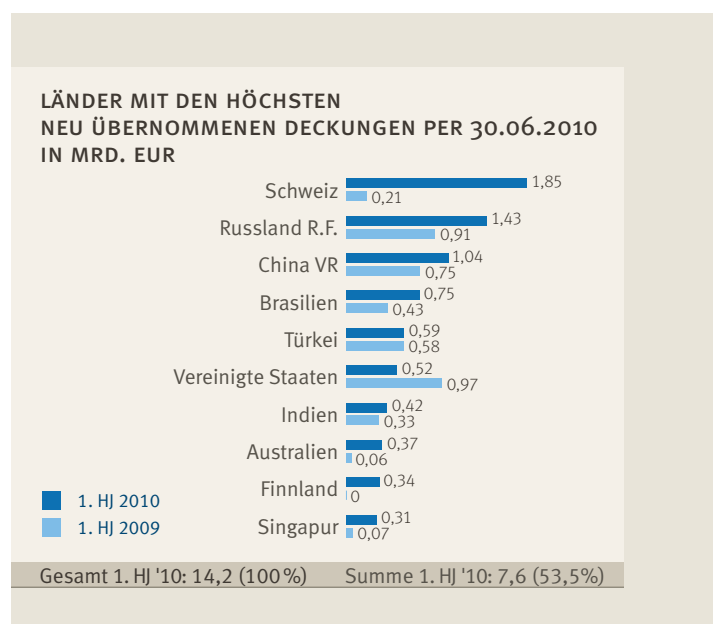 LÄNDER MIT DEN HÖCHSTEN
NEU ÜBERNOMMENEN DECKUNGEN PER 30.06.2010
IN MRD. EUR
Schweiz 1,85
0,21
Russland R.F. 1,43
0,91
China VR 1,04
0,75
Brasilien 0,75
0,43
Türkei 0,59
0,58
Vereinigte Staaten 0,52
0,97
Indien 0,42
0,33
Australien 0,37
0,06
Finnland 0,34
0
Singapur 0,31
0,07
1. HJ 2010
1. HJ 2009
Gesamt 1. HJ '10: 14,2 (100 %) Summe 1. HJ '10: 7,6 (53,5%)